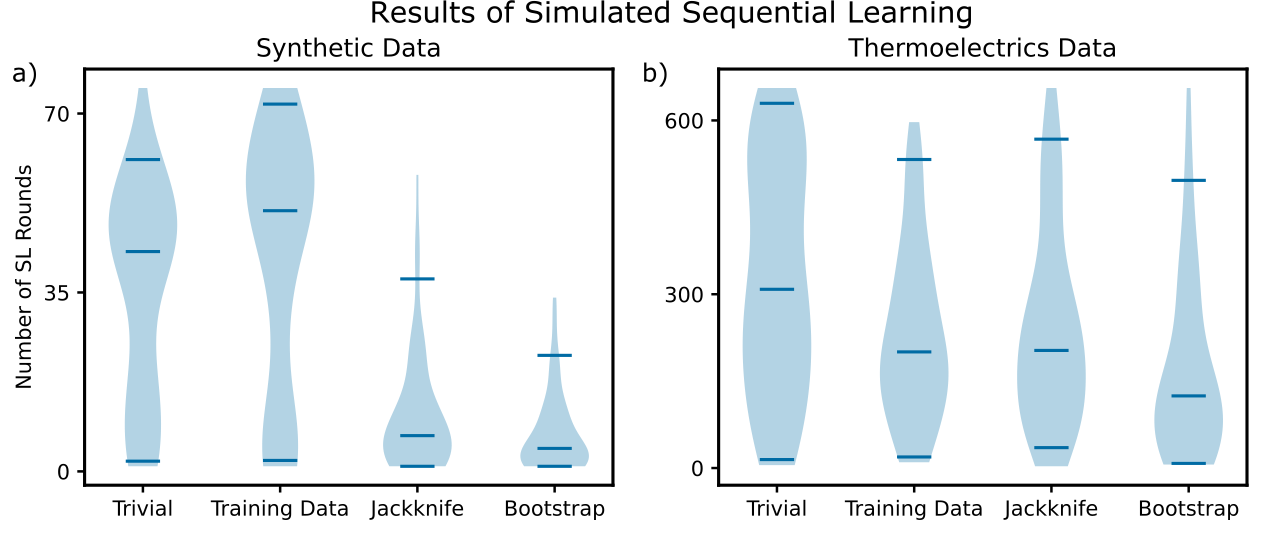 Results of Simulated Sequential Learning
a)
Synthetic Data
Number of SL Rounds
70
35
0
Trivial
Training Data
Jackknife
Bootstrap
b)
Thermoelectrics Data
600
300
0
Trivial
Training Data
Jackknife
Bootstrap